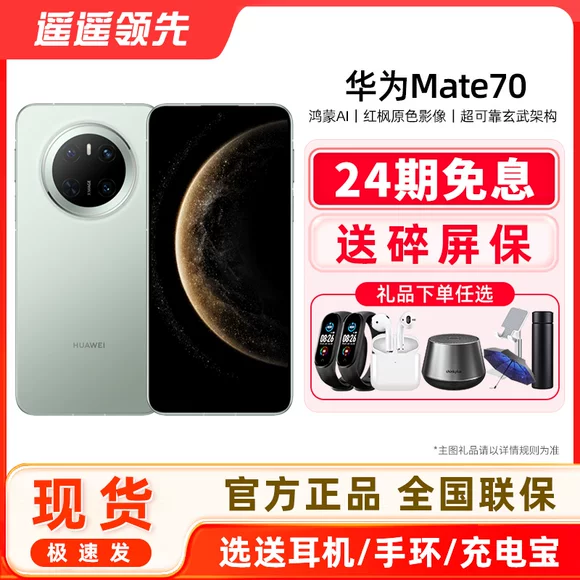 遥遥领先
华为Mate70
鸿蒙AI | 红枫原色影像 | 超可靠玄武架构
24期免息
送碎屏保
礼品下单任选
08:26
08:26
HUAWEI
*主图礼品请以详情规则为准
现货
极速发
官方正品 全国联保
选送耳机/手环/充电宝